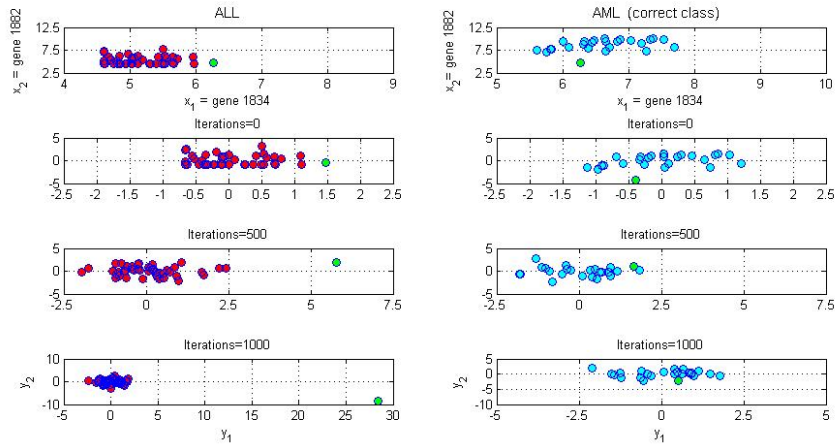 ALL
AML (correct class)
x2 = gene 1882
12.5
7.5
2.5
4 5 6 7 8 9
x1 = gene 1834
x2 = gene 1882
12.5
7.5
2.5
5 6 7 8 9 10
x1 = gene 1834
Iterations=0
5
0
-5
-2.5 -2 -1.5 -1 -0.5 0 0.5 1 1.5 2 2.5
Iterations=0
5
0
-5
-2.5 -2 -1.5 -1 -0.5 0 0.5 1 1.5 2 2.5
Iterations=500
5
0
-5
-2.5 0 2.5 5 7.5
Iterations=500
5
0
-5
-2.5 0 2.5 5 7.5
Iterations=1000
y2
10
0
-10
-5 0 5 10 15 20 25 30
y1
Iterations=1000
y2
5
0
-5
-10
-5 -2.5 0 2.5 5
y1